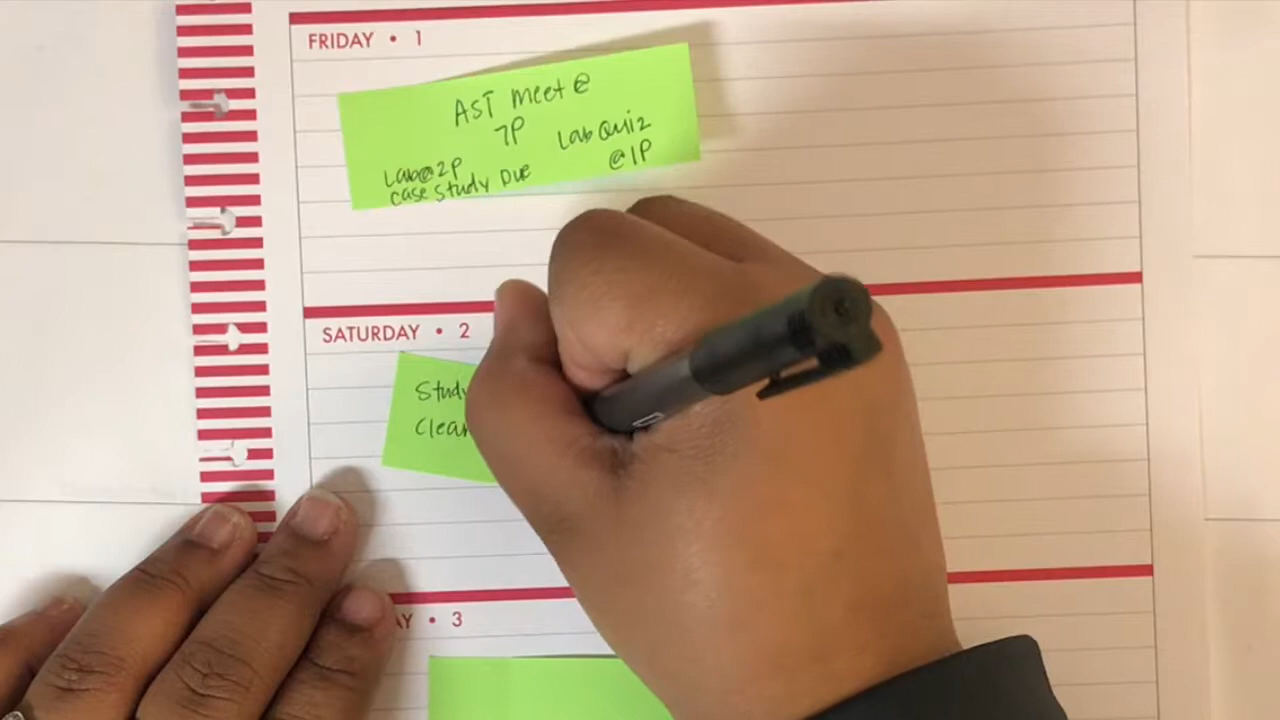 FRIDAY • 1
AST Meet @
7P
Lab Quiz
@ 1P
Lab@2P
Case Study Due
SATURDAY • 2
Study
Clean
3